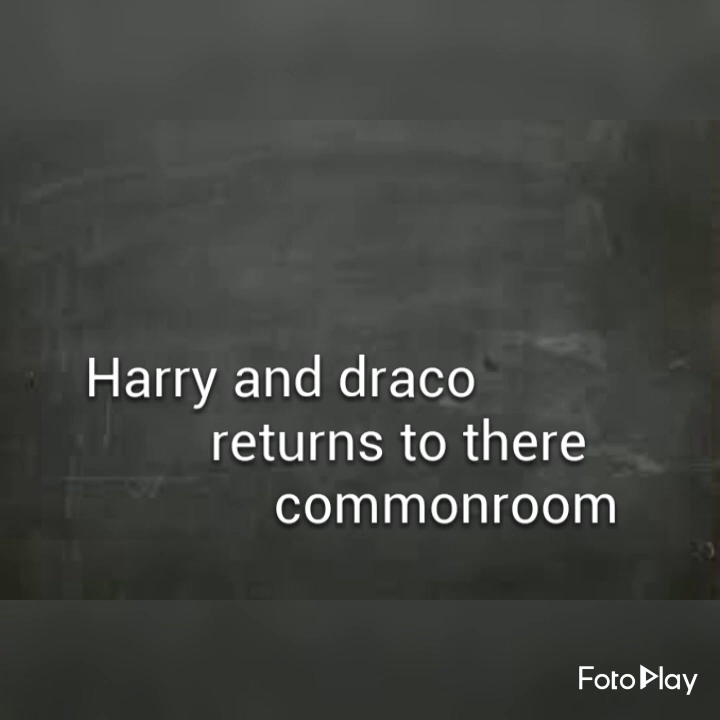 Harry and draco
returns to there
commonroom
FotoPlay